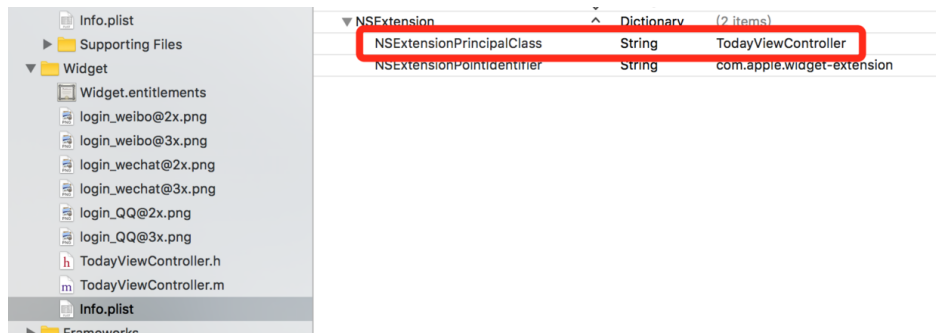 Info.plist
Supporting Files
Widget
Widget.entitlements
login_weibo@2x.png
login_weibo@3x.png
login_wechat@2x.png
login_wechat@3x.png
login_QQ@2x.png
login_QQ@3x.png
h TodayViewController.h
m TodayViewController.m
Info.plist
Frameworks
NSExtension Dictionary (2 items)
NSExtensionPrincipalClass String TodayViewController
NSExtensionPointIdentifier String com.apple.widget-extension